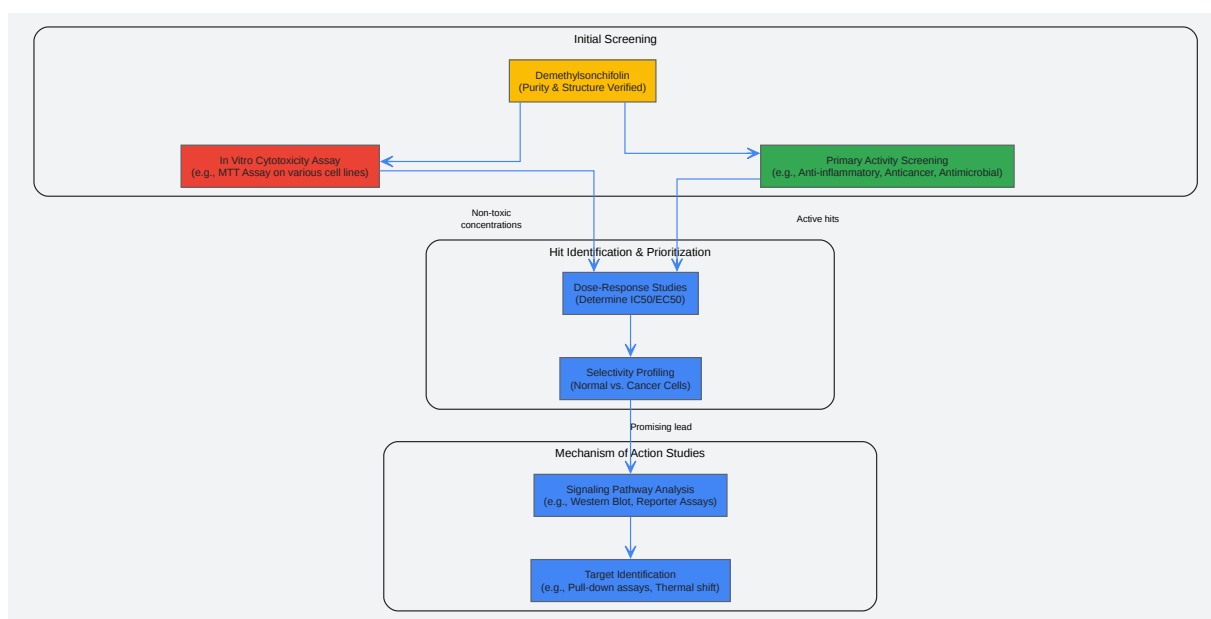 Initial Screening
Demethylsonchifolin
(Purity & Structure Verified)
In Vitro Cytotoxicity Assay
(e.g., MTT Assay on various cell lines)
Primary Activity Screening
(e.g., Anti-inflammatory, Anticancer, Antimicrobial)
Non-toxic
concentrations
Active hits
Hit Identification & Prioritization
Dose-Response Studies
(Determine IC50/EC50)
Selectivity Profiling
(Normal vs. Cancer Cells)
Promising lead
Mechanism of Action Studies
Signaling Pathway Analysis
(e.g., Western Blot, Reporter Assays)
Target Identification
(e.g., Pull-down assays, Thermal shift)